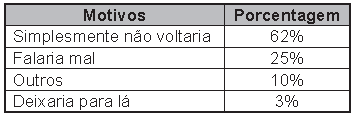 Motivos Porcentagem
Simplesmente não voltaria 62%
Falaria mal 25%
Outros 10%
Deixaria para lá 3%